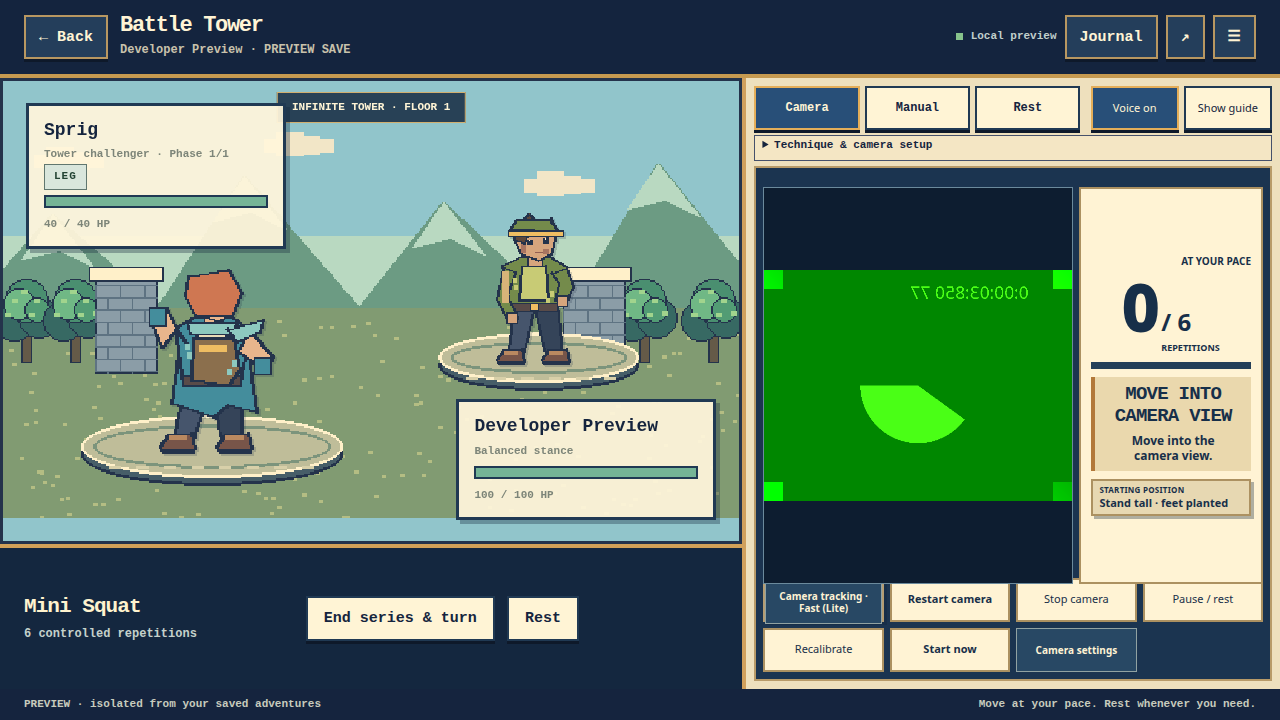 ← Back
Battle Tower
Developer Preview · PREVIEW SAVE
Local preview
Journal
↗
☰
INFINITE TOWER · FLOOR 1
Sprig
Tower challenger · Phase 1/1
LEG
40 / 40 HP
Developer Preview
Balanced stance
100 / 100 HP
Mini Squat
6 controlled repetitions
End series & turn
Rest
Camera
Manual
Rest
Voice on
Show guide
▶ Technique & camera setup
0:00:03:850 77
AT YOUR PACE
0 / 6
REPETITIONS
MOVE INTO
CAMERA VIEW
Move into the
camera view.
STARTING POSITION
Stand tall · feet planted
Camera tracking ·
Fast (Lite)
Restart camera
Stop camera
Pause / rest
Recalibrate
Start now
Camera settings
PREVIEW · isolated from your saved adventures
Move at your pace. Rest whenever you need.